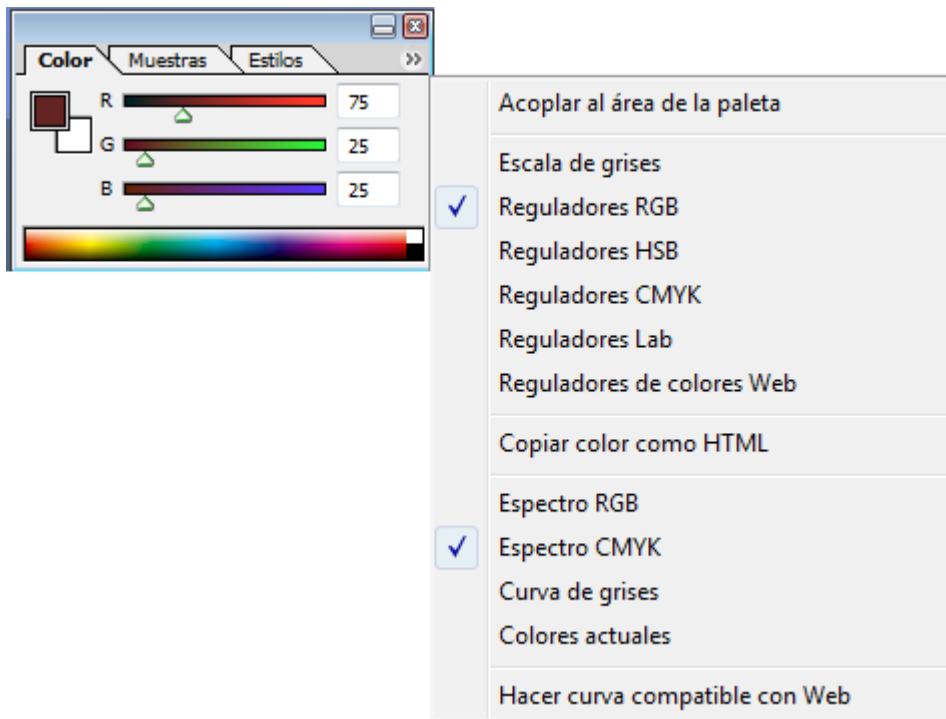 Color Muestras Estilos
R 75
G 25
B 25
Acoplar al área de la paleta
Escala de grises
Reguladores RGB
Reguladores HSB
Reguladores CMYK
Reguladores Lab
Reguladores de colores Web
Copiar color como HTML
Espectro RGB
Espectro CMYK
Curva de grises
Colores actuales
Hacer curva compatible con Web